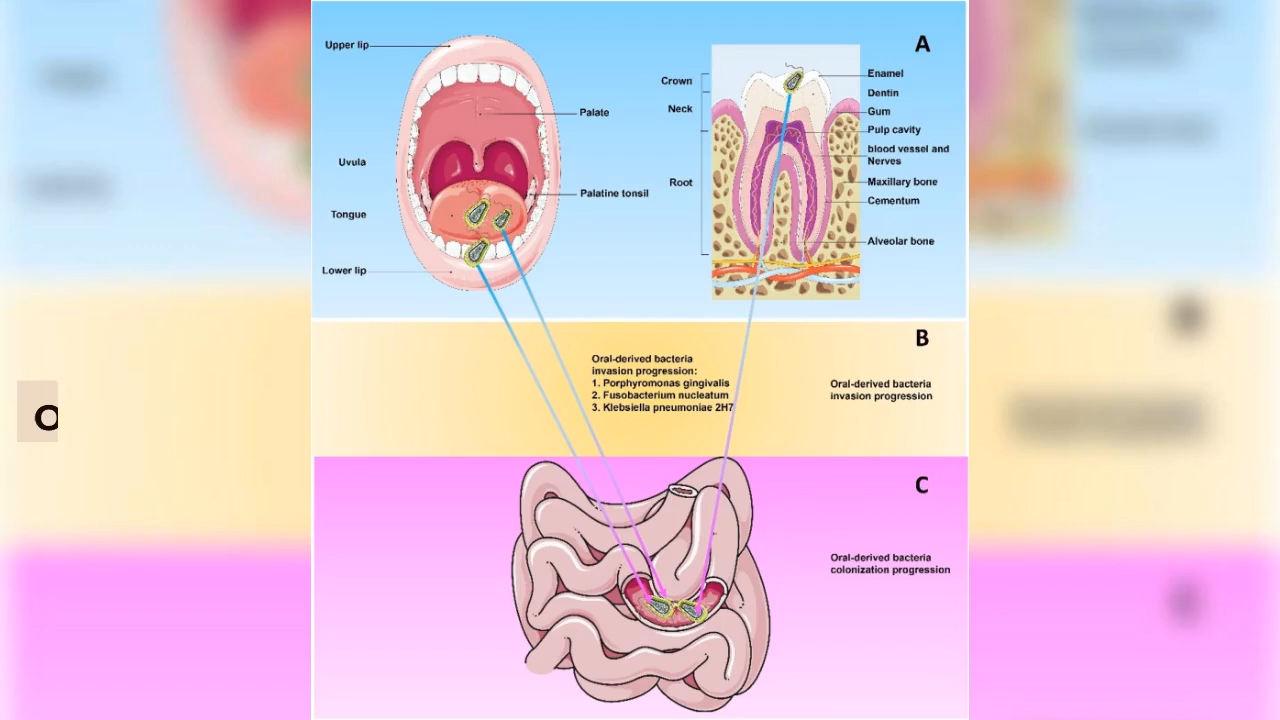 A
Upper lip
Palate
Uvula
Palatine tonsil
Tongue
Lower lip
Crown
Neck
Root
Enamel
Dentin
Gum
Pulp cavity
blood vessel and
Nerves
Maxillary bone
Cementum
Alveolar bone
B
Oral-derived bacteria
invasion progression:
1. Porphyromonas gingivalis
2. Fusobacterium nucleatum
3. Klebsiella pneumoniae 2H7
Oral-derived bacteria
invasion progression
O
C
Oral-derived bacteria
colonization progression